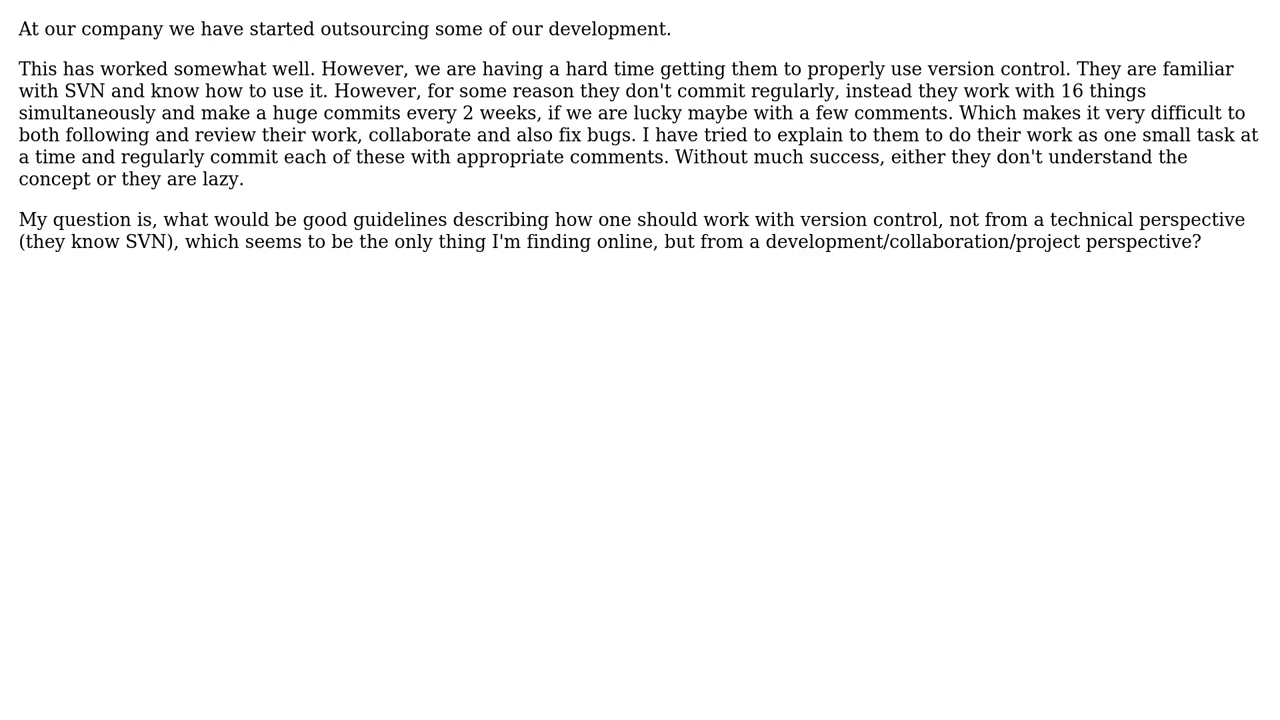 At our company we have started outsourcing some of our development.
This has worked somewhat well. However, we are having a hard time getting them to properly use version control. They are familiar
with SVN and know how to use it. However, for some reason they don't commit regularly, instead they work with 16 things
simultaneously and make a huge commits every 2 weeks, if we are lucky maybe with a few comments. Which makes it very difficult to
both following and review their work, collaborate and also fix bugs. I have tried to explain to them to do their work as one small task at
a time and regularly commit each of these with appropriate comments. Without much success, either they don't understand the
concept or they are lazy.
My question is, what would be good guidelines describing how one should work with version control, not from a technical perspective
(they know SVN), which seems to be the only thing I'm finding online, but from a development/collaboration/project perspective?